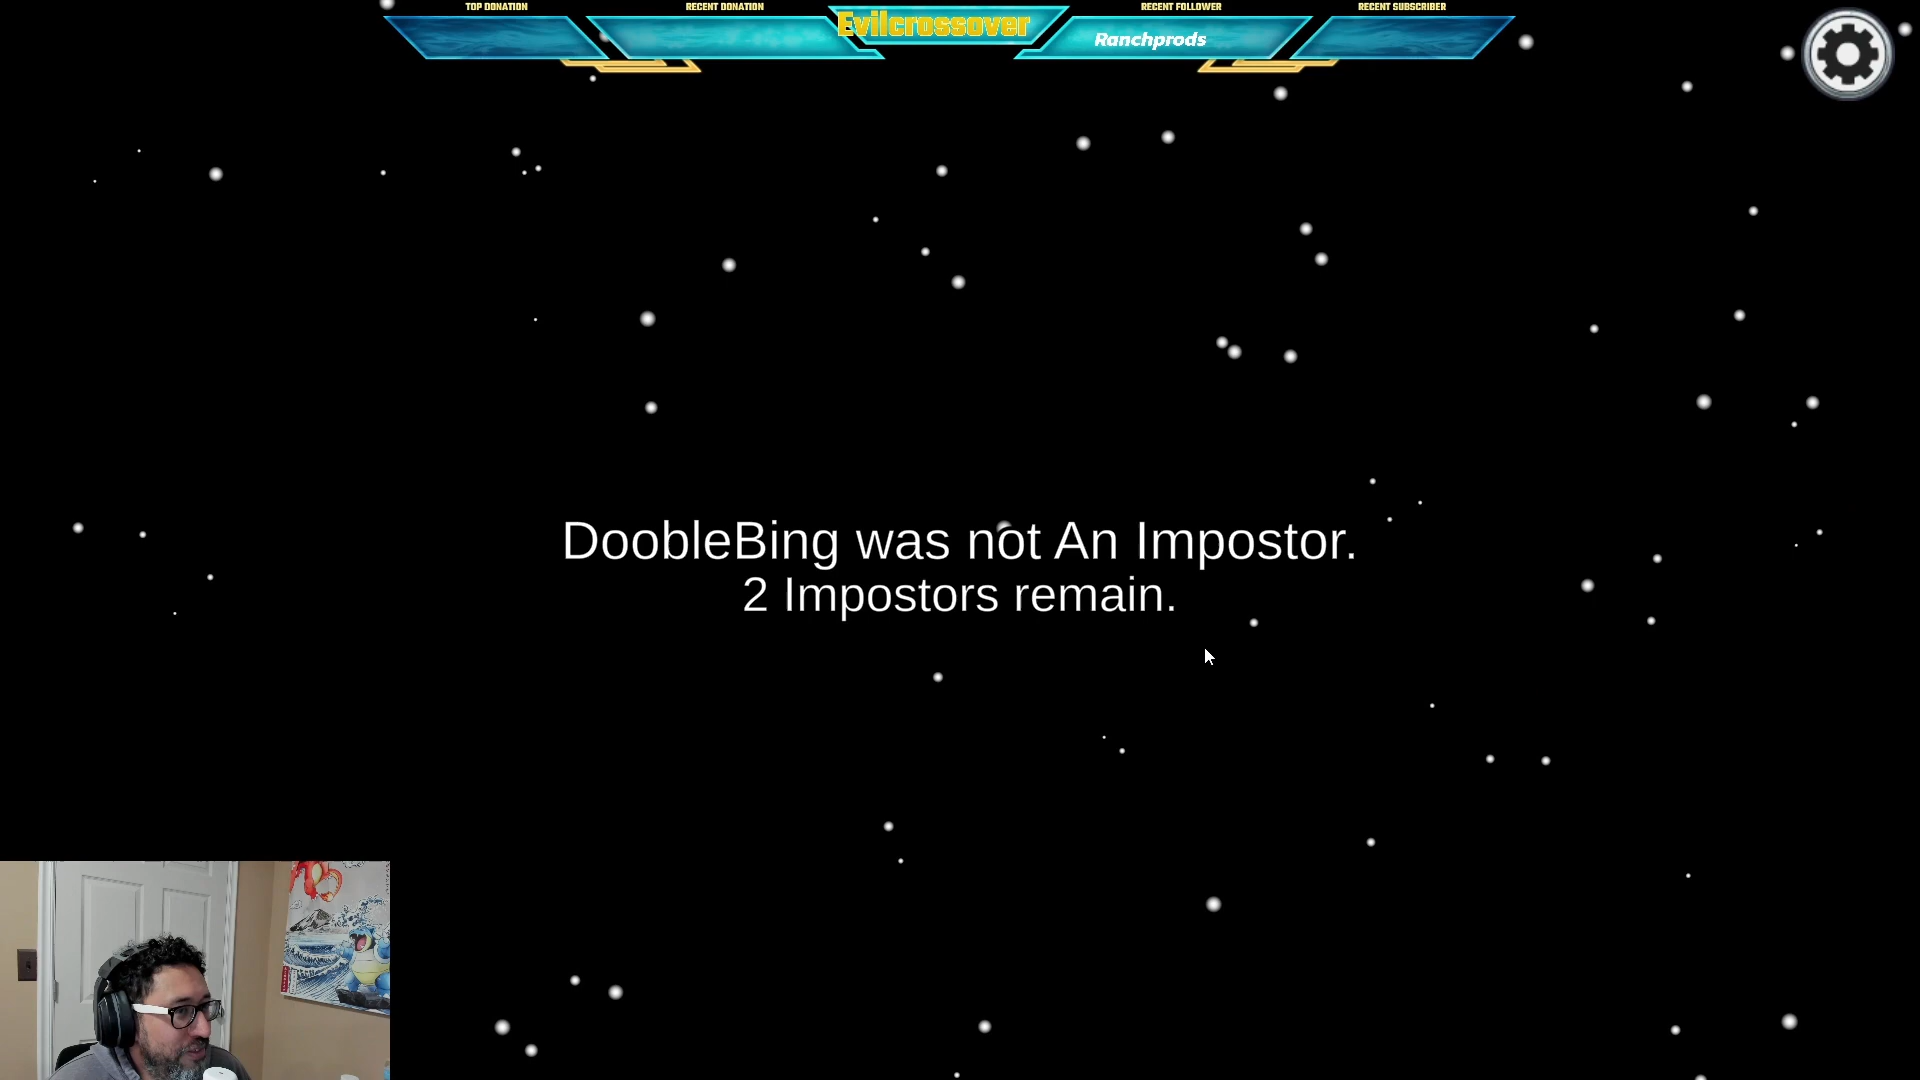 TOP DONATION
RECENT DONATION
Evilcrossover
RECENT FOLLOWER
Ranchprods
RECENT SUBSCRIBER
DoobleBing was not An Impostor.
2 Impostors remain.